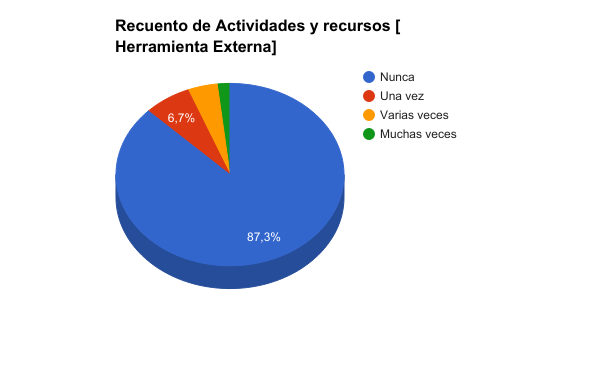 Recuento de Actividades y recursos [
Herramienta Externa]
Nunca
Una vez
Varias veces
Muchas veces
6,7%
87,3%